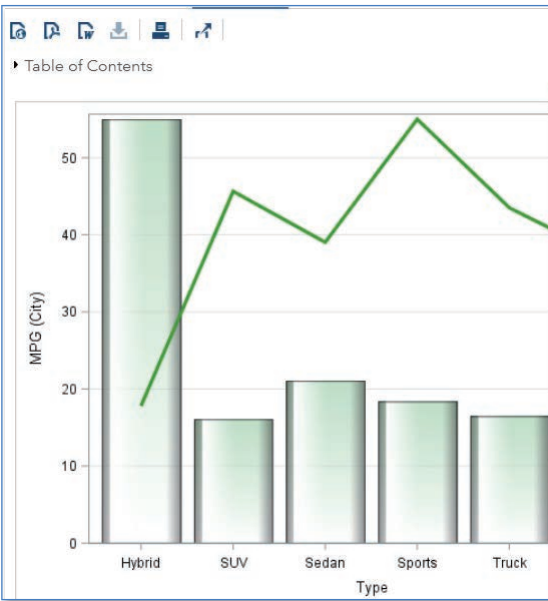 Table of Contents
50
40
30
20
10
0
MPG (City)
Hybrid SUV Sedan Sports Truck
Type